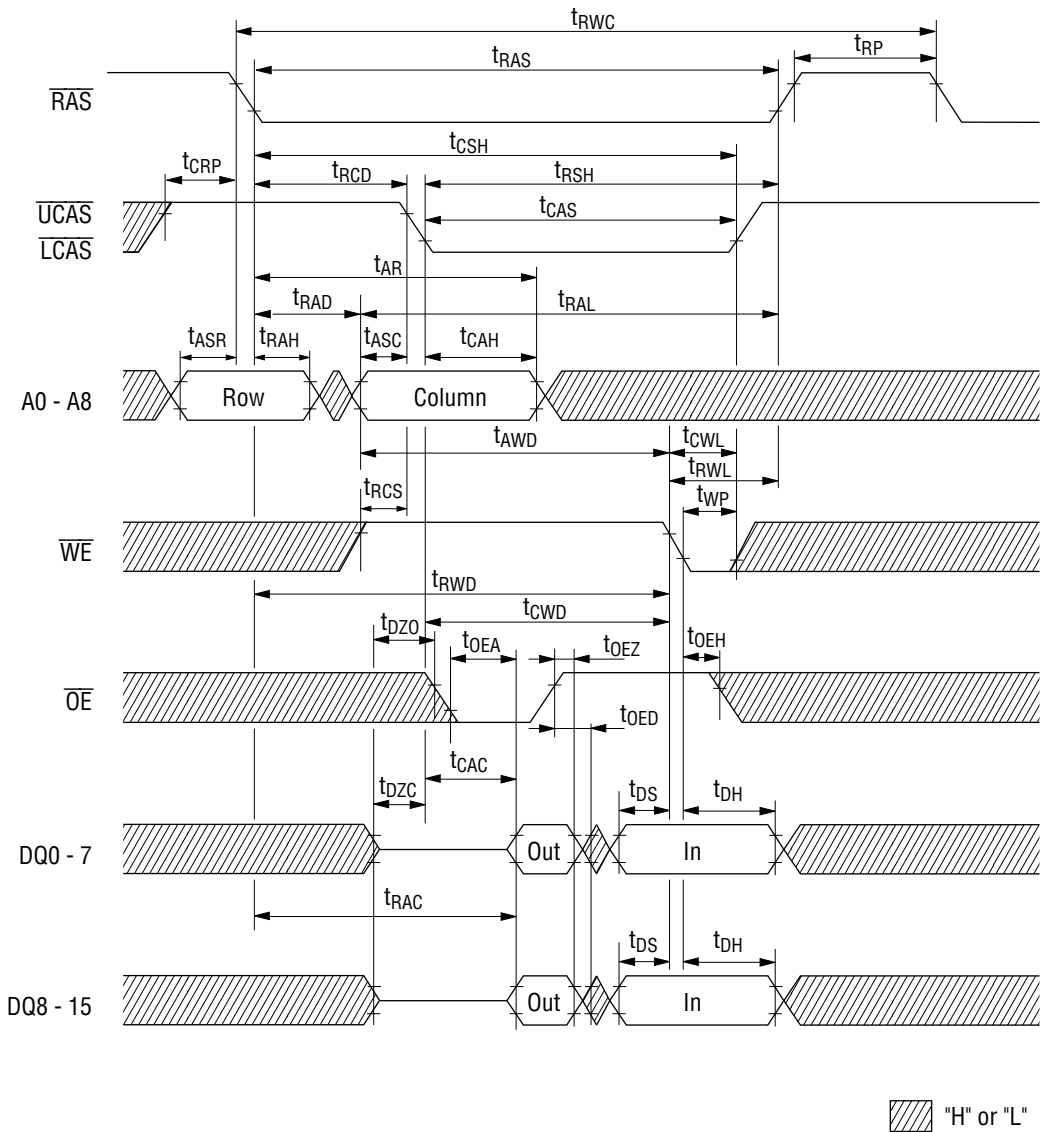 tRWC
tRP
tRAS
RAS
tCSH
tCRP
tRCD
tRSH
UCAS
tCAS
LCAS
tAR
tRAD
tRAL
tASR
tRAH
tASC
tCAH
A0 - A8
Row
Column
tAWD
tCWL
tRWL
tRCS
tWP
WE
tRWD
tCWD
tDZO
tOEA
tOEZ
tOEH
OE
tOED
tCAC
tDZC
tDS
tDH
DQ0 - 7
Out
In
tRAC
tDS
tDH
DQ8 - 15
Out
In
"H" or "L"